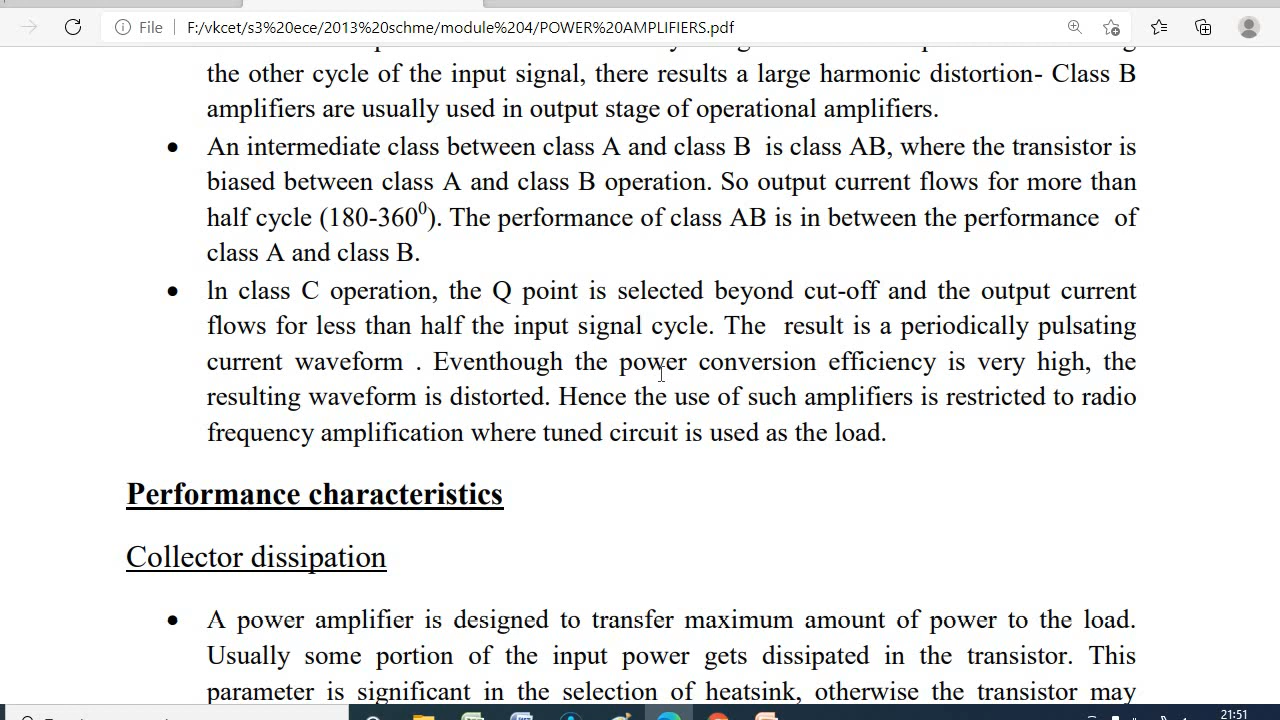 File F:/vkcet/s3%20ece/2013%20schme/module%204/POWER%20AMPLIFIERS.pdf
the other cycle of the input signal, there results a large harmonic distortion- Class B
amplifiers are usually used in output stage of operational amplifiers.
• An intermediate class between class A and class B is class AB, where the transistor is
biased between class A and class B operation. So output current flows for more than
half cycle (180-360⁰). The performance of class AB is in between the performance of
class A and class B.
• ln class C operation, the Q point is selected beyond cut-off and the output current
flows for less than half the input signal cycle. The result is a periodically pulsating
current waveform . Eventhough the power conversion efficiency is very high, the
resulting waveform is distorted. Hence the use of such amplifiers is restricted to radio
frequency amplification where tuned circuit is used as the load.
Performance characteristics
Collector dissipation
• A power amplifier is designed to transfer maximum amount of power to the load.
Usually some portion of the input power gets dissipated in the transistor. This
parameter is significant in the selection of heatsink, otherwise the transistor may
21:51